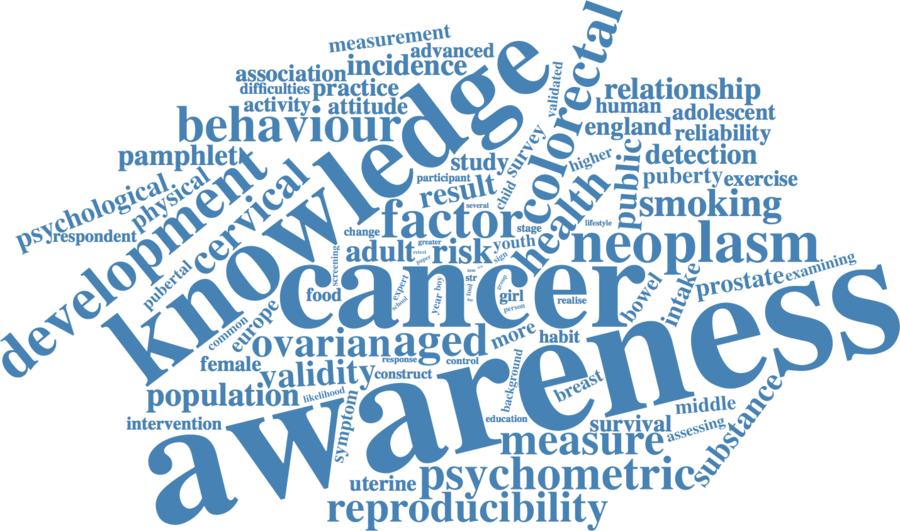 measurement
advanced
association
incidence
difficulties
practice
activity
attitude
behaviour
pamphlet
knowledge
validated
colorectal
relationship
human
adolescent
england
reliability
detection
puberty
exercise
smoking
public
higher
health
survey
child
study
participant
result
several
factor
change
stage
lifestyle
psychological
physical
respondent
development
cervical
pubertal
adult
greater
risk
youth
sign
neoplasm
screening
cancer
food
expert
school
year
boy
str
group
girl
person
realise
bowel
intake
prostate
examining
common
europe
ovarian
aged
more
habit
female
validity
response
control
construct
population
likelihood
intervention
symptom
background
breast
education
awareness
survival
middle
assessing
substance
measure
psychometric
uterine
reproducibility